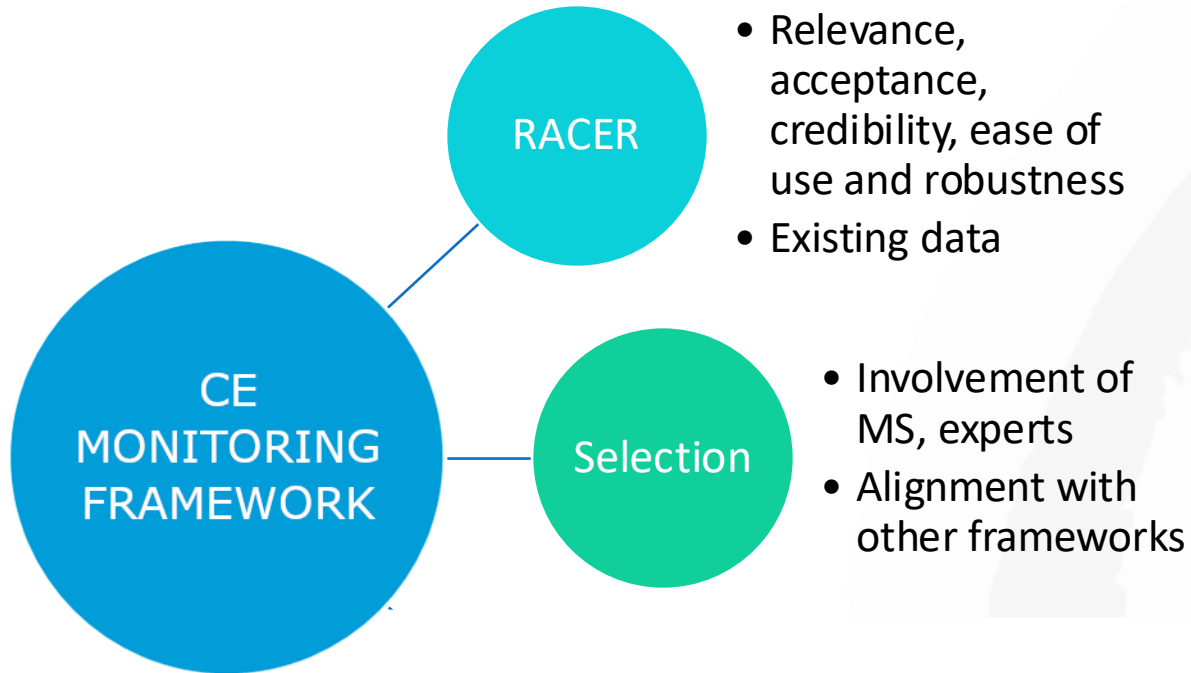 RACER
• Relevance,
acceptance,
credibility, ease of
use and robustness
• Existing data
CE
MONITORING
FRAMEWORK
Selection
• Involvement of
MS, experts
• Alignment with
other frameworks